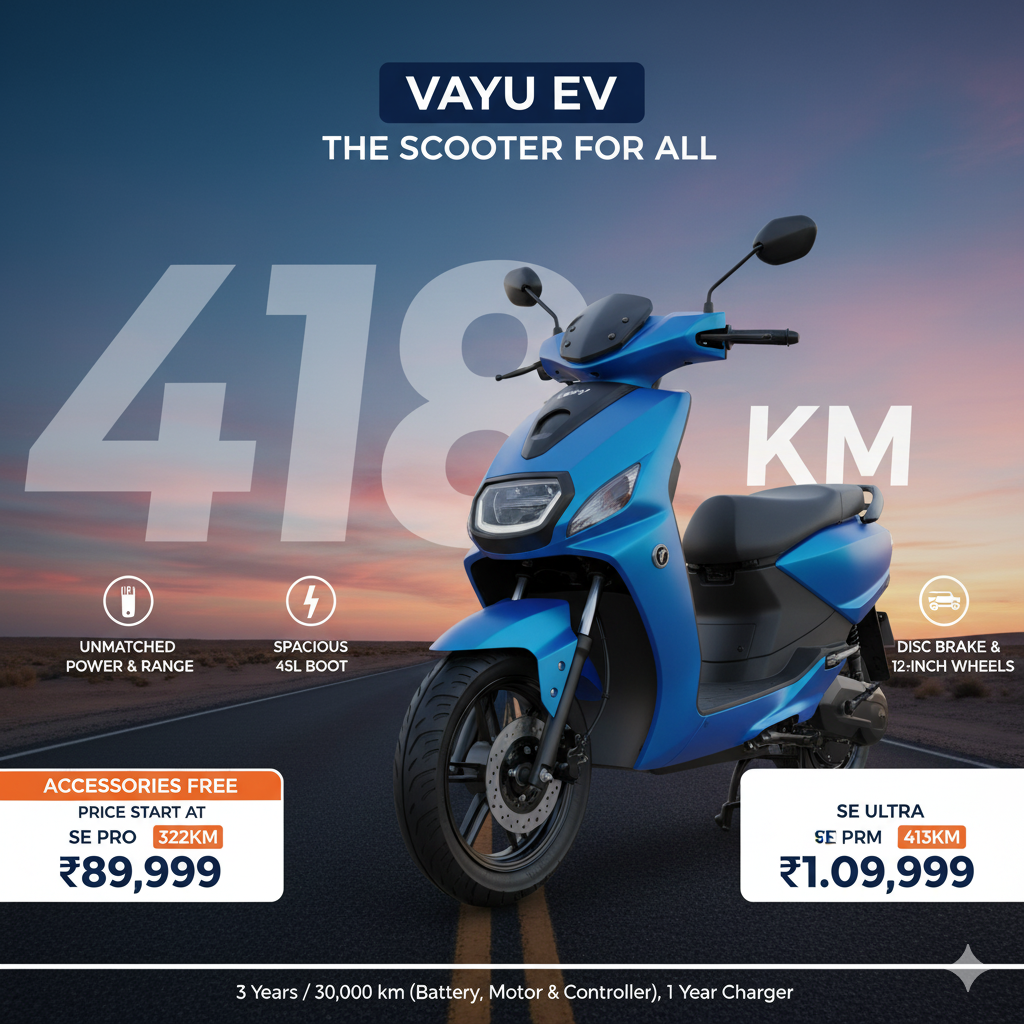 VAYU EV
THE SCOOTER FOR ALL
418
KM
UNMATCHED
POWER & RANGE
SPACIOUS
45L BOOT
DISC BRAKE &
12-INCH WHEELS
ACCESSORIES FREE
PRICE START AT
SE PRO 322KM
₹89,999
SE ULTRA
SE PRM 413KM
₹1.09,999
3 Years / 30,000 km (Battery, Motor & Controller), 1 Year Charger